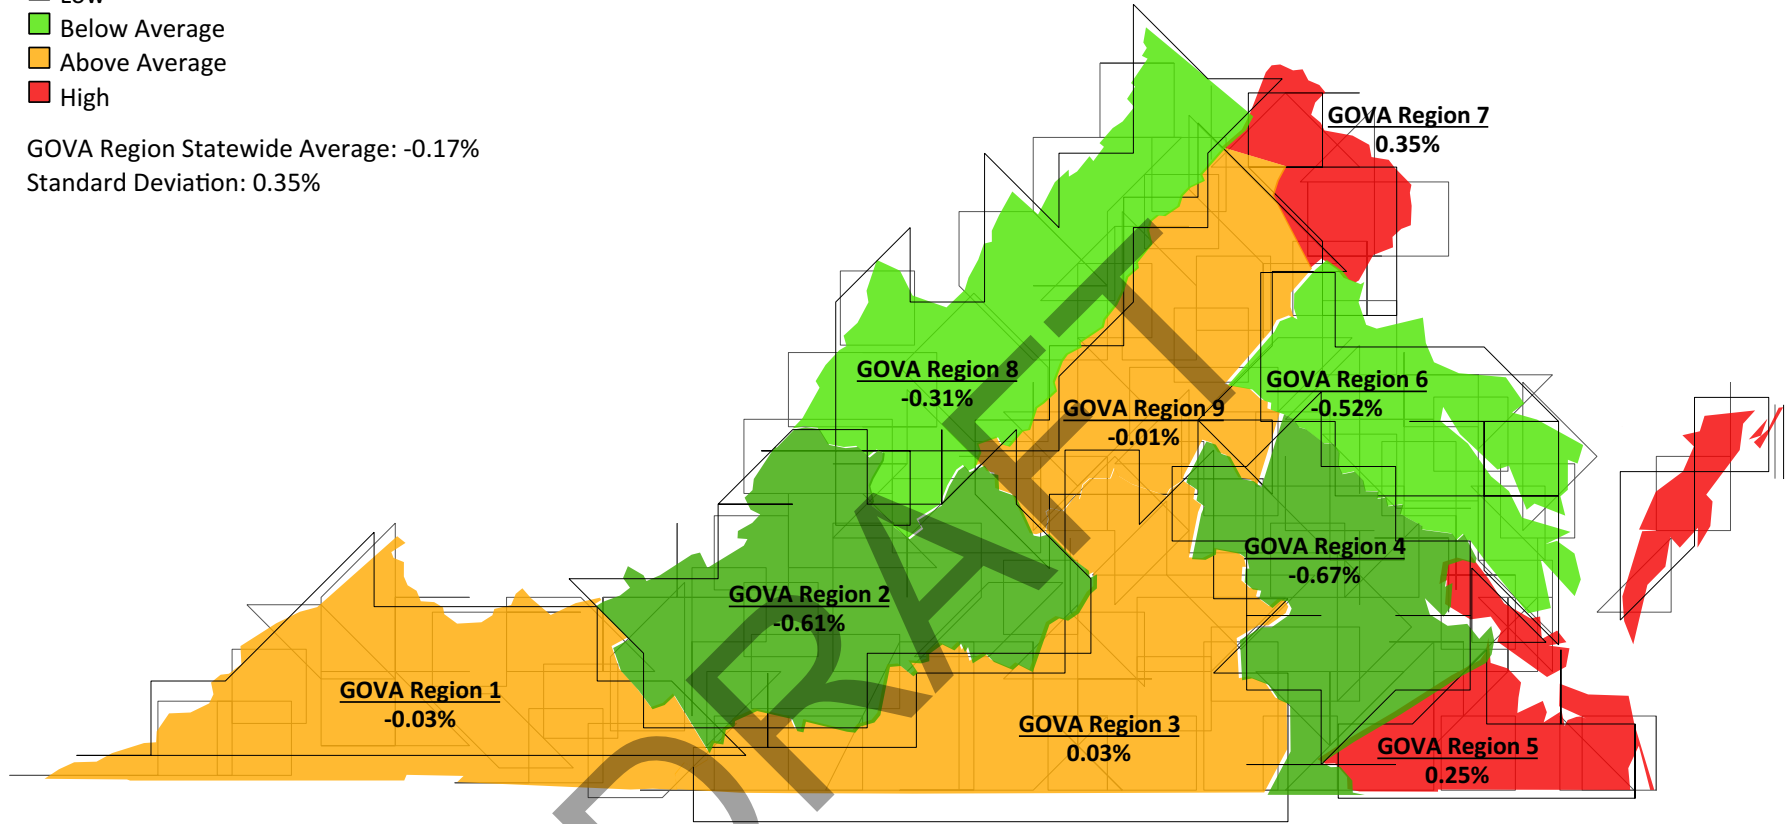 Low
Below Average
Above Average
High
GOVA Region Statewide Average: -0.17%
Standard Deviation: 0.35%
GOVA Region 7
0.35%
GOVA Region 8
-0.31%
GOVA Region 6
-0.52%
GOVA Region 9
-0.01%
GOVA Region 4
-0.67%
GOVA Region 2
-0.61%
GOVA Region 1
-0.03%
GOVA Region 3
0.03%
GOVA Region 5
0.25%
DRAFT